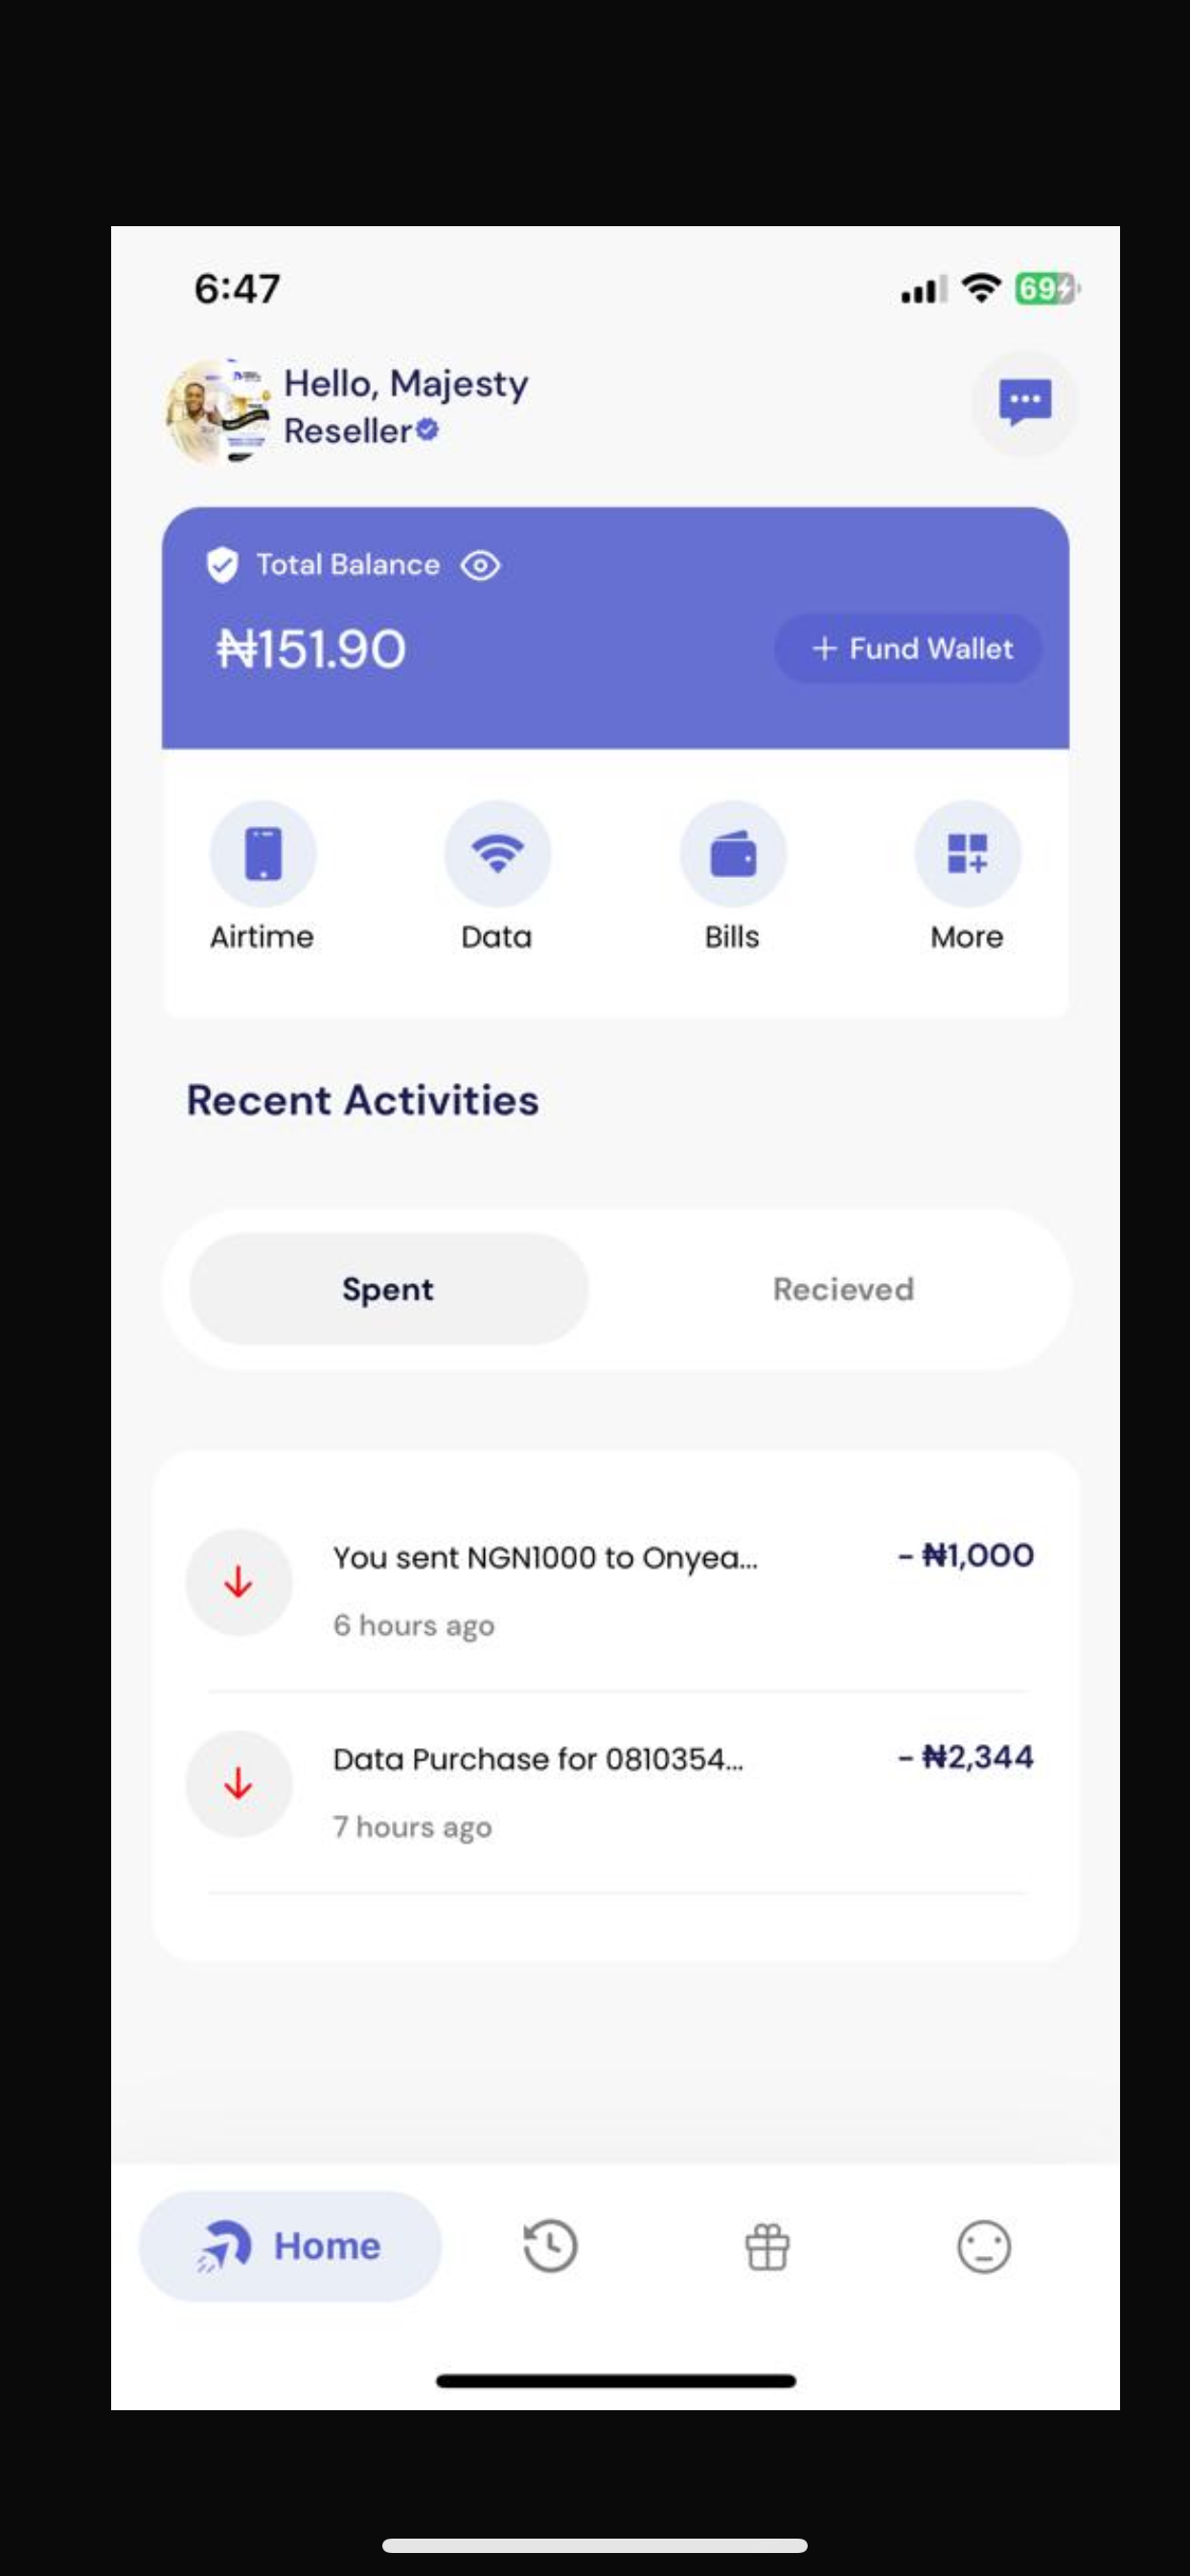 6:47
69
Hello, Majesty
Reseller
Total Balance
₦151.90
+ Fund Wallet
Airtime
Data
Bills
More
Recent Activities
Spent
Recieved
You sent NGN1000 to Onyea...
- ₦1,000
6 hours ago
Data Purchase for 0810354...
- ₦2,344
7 hours ago
Home